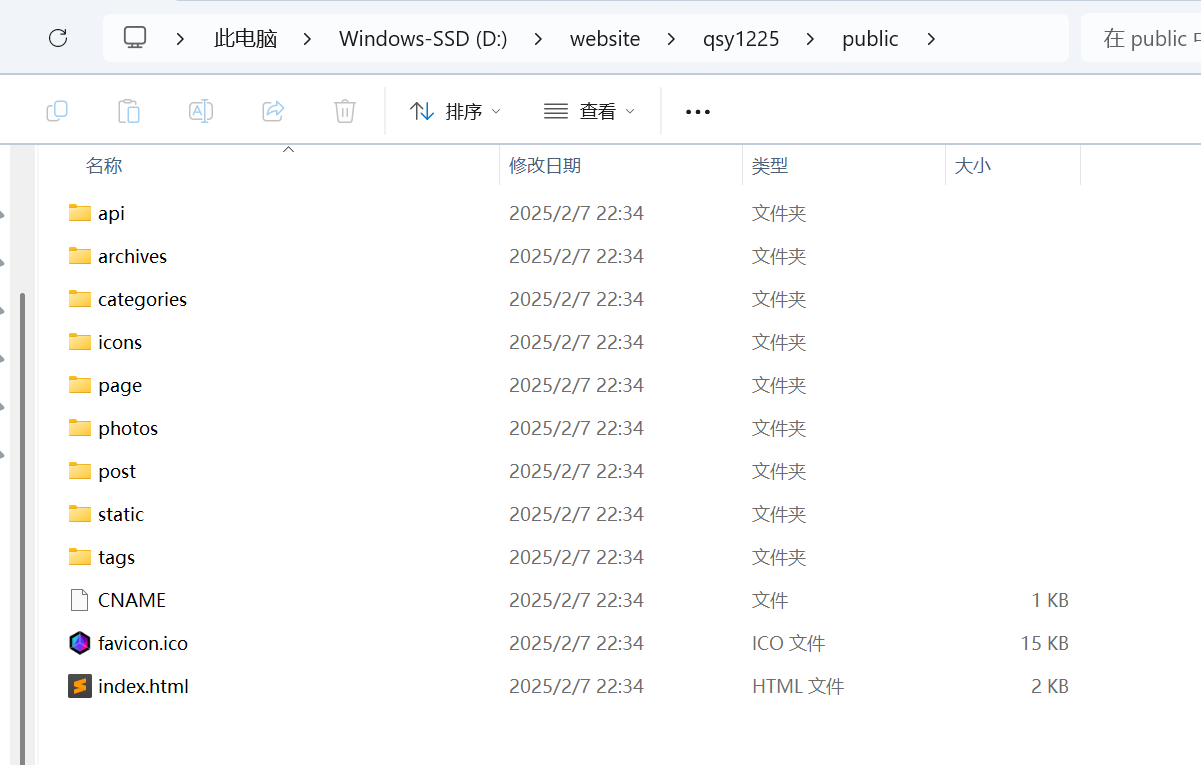 此电脑 Windows-SSD (D:) website qsy1225 public 在 public 中
排序 查看
名称 修改日期 类型 大小
api 2025/2/7 22:34 文件夹
archives 2025/2/7 22:34 文件夹
categories 2025/2/7 22:34 文件夹
icons 2025/2/7 22:34 文件夹
page 2025/2/7 22:34 文件夹
photos 2025/2/7 22:34 文件夹
post 2025/2/7 22:34 文件夹
static 2025/2/7 22:34 文件夹
tags 2025/2/7 22:34 文件夹
CNAME 2025/2/7 22:34 文件 1 KB
favicon.ico 2025/2/7 22:34 ICO 文件 15 KB
index.html 2025/2/7 22:34 HTML 文件 2 KB